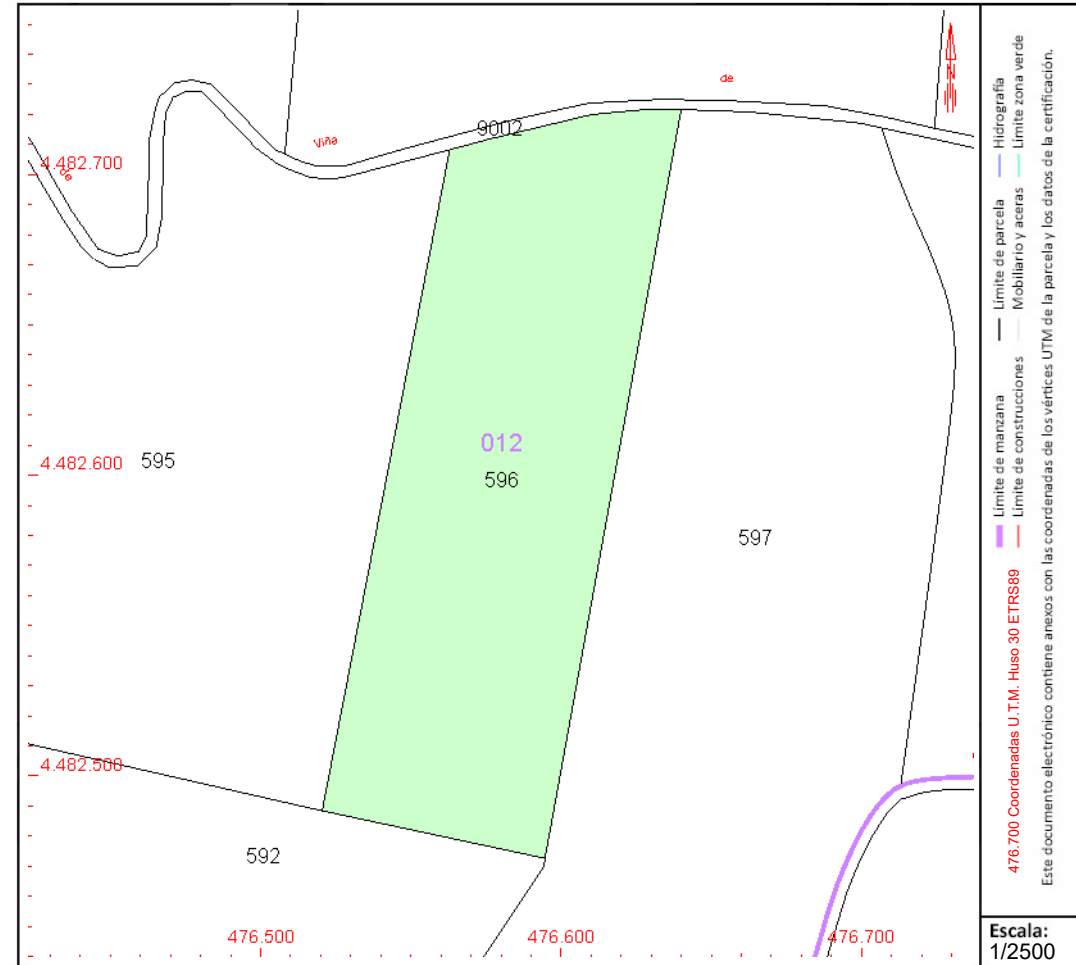 de
9002
Viña
4.482.700
de
012
4.482.600
595
596
597
4.482.500
592
476.500
476.600
476.700
N
476.700 Coordenadas U.T.M. Huso 30 ETRS89
Límite de manzana
Límite de parcela
Hidrografía
Límite de construcciones
Mobiliario y aceras
Límite zona verde
Este documento electrónico contiene anexos con las coordenadas de los vértices UTM de la parcela y los datos de la certificación.
Escala:
1/2500